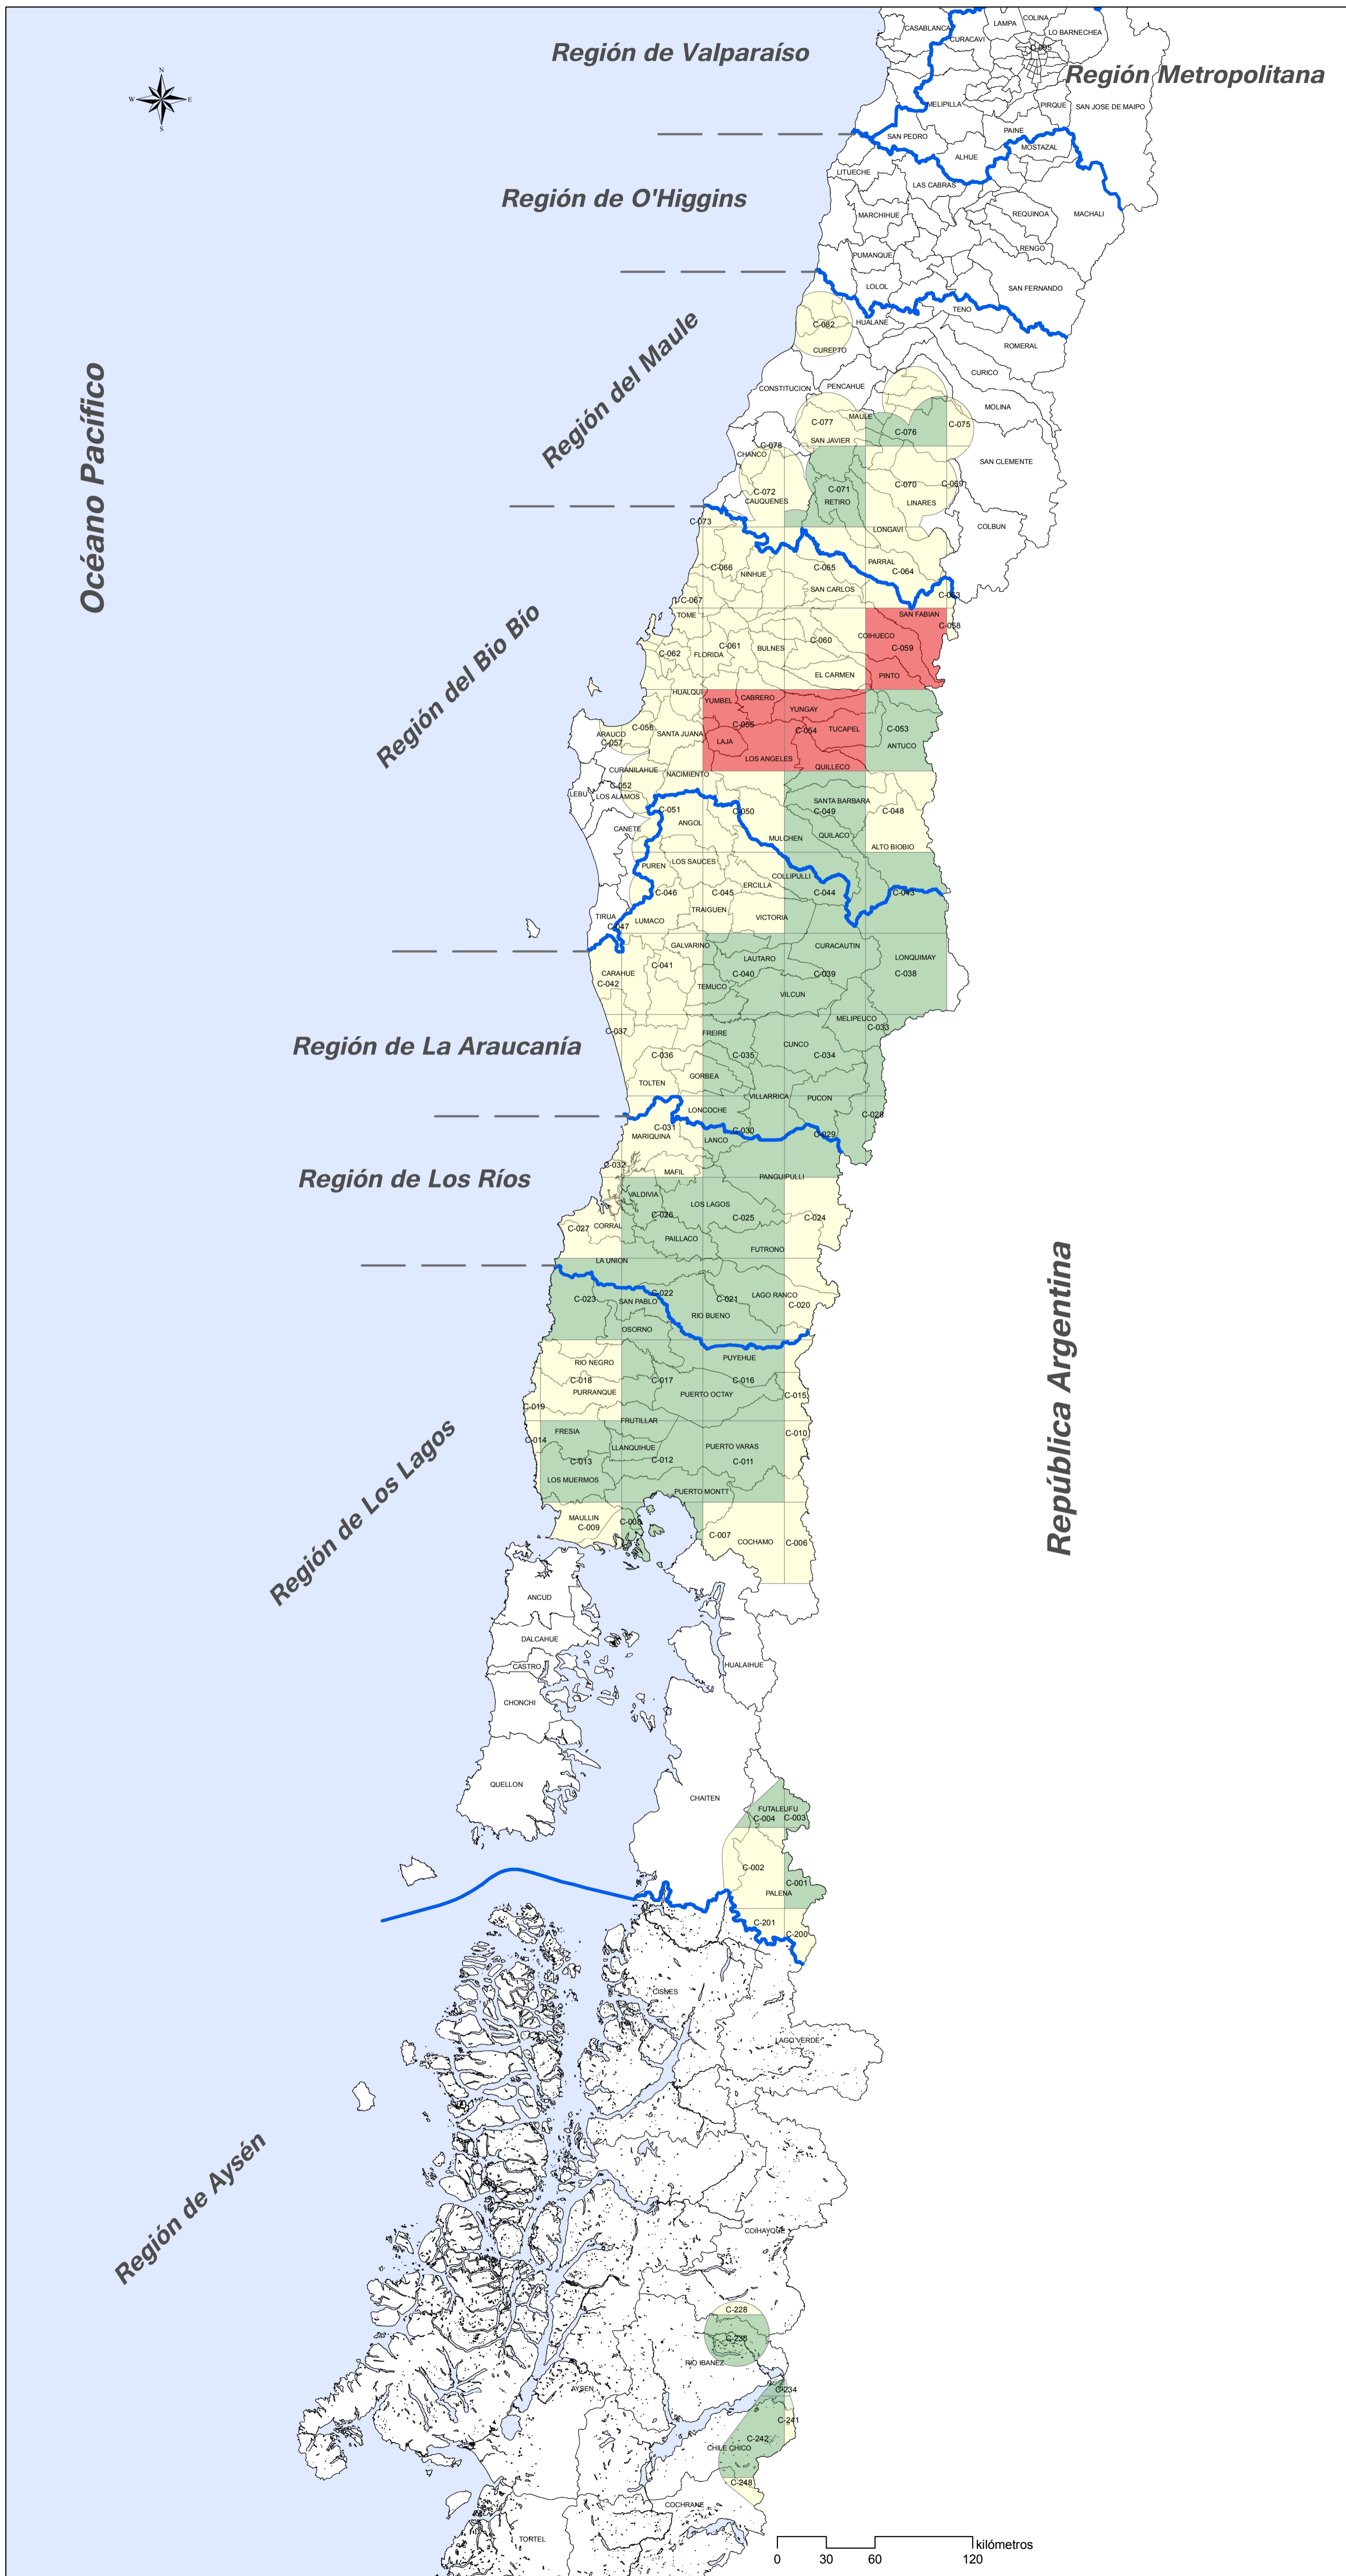 Región de Valparaíso
Región Metropolitana
N
W
E
S
CASABLANCA
CURACAVI
LAMPA
COLINA
LO BARNECHEA
C-095
MELIPILLA
PIRQUE
SAN JOSE DE MAIPO
SAN PEDRO
PAINE
ALHUE
MOSTAZAL
LITUECHE
LAS CABRAS
Región de O'Higgins
MARCHIHUE
REQUINOA
MACHALI
PUMANQUE
RENGO
LOLOL
SAN FERNANDO
TENO
HUALANE
C-082
CUREPTO
ROMERAL
Región del Maule
CURICO
CONSTITUCION
PENCAHUE
MOLINA
MAULE
C-077
C-076
C-075
SAN JAVIER
C-078
CHANCO
SAN CLEMENTE
C-072
CAUQUENES
C-071
RETIRO
C-070
C-069
LINARES
C-073
LONGAVI
COLBUN
Océano Pacífico
C-066
NINHUE
C-065
PARRAL
C-064
SAN CARLOS
C-063
C-067
TOME
SAN FABIAN
C-058
Región del Bio Bío
C-062
FLORIDA
C-061
BULNES
C-060
COIHUECO
C-059
EL CARMEN
PINTO
HUALQUI
YUMBEL
CABRERO
YUNGAY
C-056
C-055
C-054
TUCAPEL
C-053
ARAUCO
C-057
SANTA JUANA
LAJA
ANTUCO
LOS ANGELES
QUILLECO
CURANILAHUE
NACIMIENTO
C-052
LEBU
LOS ALAMOS
C-051
C-050
SANTA BARBARA
C-049
C-048
CANETE
ANGOL
MULCHEN
QUILACO
ALTO BIOBIO
PUREN
LOS SAUCES
COLLIPULLI
ERCILLA
C-046
C-045
C-044
C-043
TIRUA
C-047
LUMACO
TRAIGUEN
VICTORIA
GALVARINO
CURACAUTIN
LAUTARO
LONQUIMAY
CARAHUE
C-042
C-041
C-040
C-039
C-038
TEMUCO
VILCUN
Región de La Araucanía
C-037
FREIRE
MELIPEUCO
C-033
CUNCO
C-036
C-035
C-034
TOLTEN
GORBEA
VILLARRICA
PUCON
LONCOCHE
C-028
C-031
C-030
C-029
MARIQUINA
LANCO
C-032
MAFIL
PANGUIPULLI
Región de Los Ríos
VALDIVIA
LOS LAGOS
C-027
CORRAL
C-026
C-025
C-024
PAILLACO
FUTRONO
LA UNION
C-023
C-022
SAN PABLO
C-021
LAGO RANCO
C-020
OSORNO
RIO BUENO
República Argentina
RIO NEGRO
PUYEHUE
C-018
C-017
C-016
PURRANQUE
PUERTO OCTAY
C-015
C-019
FRUTILLAR
Región de Los Lagos
C-014
FRESIA
C-010
LLANQUIHUE
PUERTO VARAS
C-013
C-012
C-011
LOS MUERMOS
PUERTO MONTT
MAULLIN
C-009
C-008
C-007
COCHAMO
C-006
ANCUD
DALCAHUE
CASTRO
HUALAIHUE
CHONCHI
QUELLON
CHAITEN
FUTALEUFU
C-004
C-003
C-002
C-001
PALENA
C-201
C-200
CISNES
LAGO VERDE
Región de Aysén
COIHAYQUE
C-228
C-235
RIO IBANEZ
AYSEN
C-234
C-241
C-242
CHILE CHICO
C-248
COCHRANE
TORTEL
kilómetros
0
30
60
120